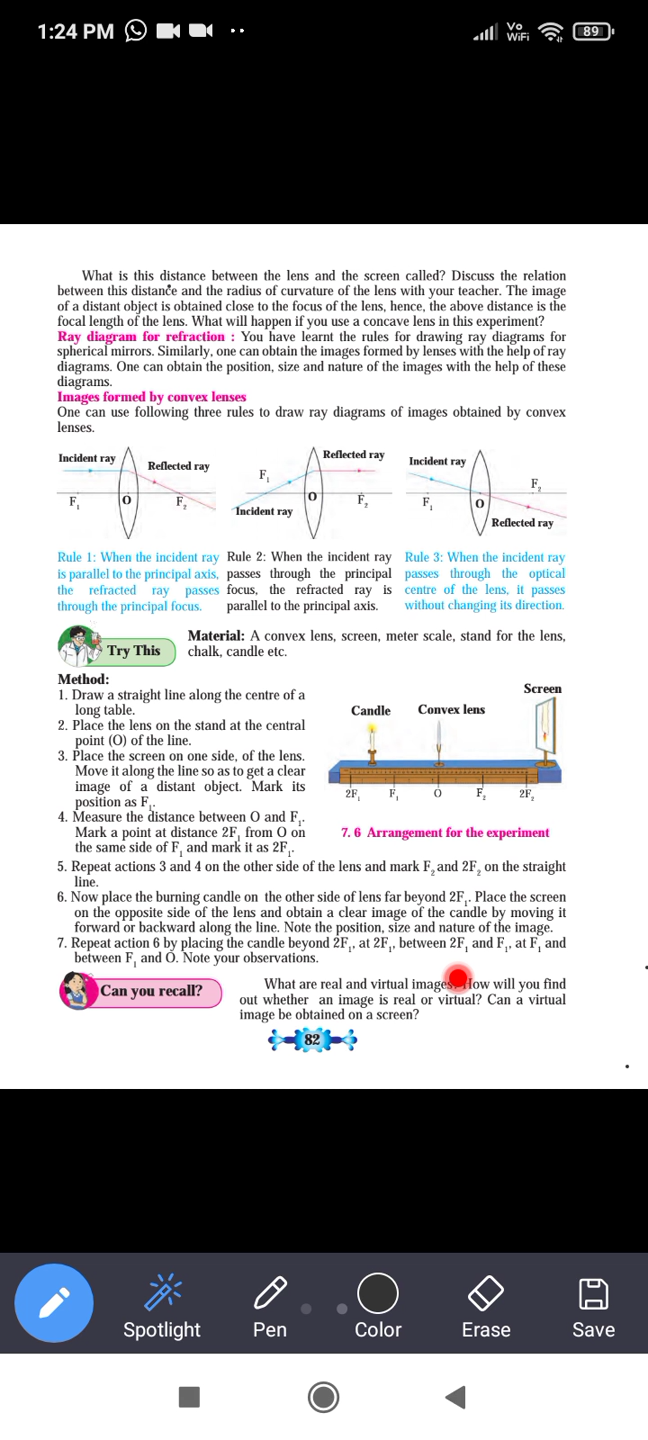 1:24 PM
Vo
WiFi
89
What is this distance between the lens and the screen called? Discuss the relation
between this distance and the radius of curvature of the lens with your teacher. The image
of a distant object is obtained close to the focus of the lens, hence, the above distance is the
focal length of the lens. What will happen if you use a concave lens in this experiment?
Ray diagram for refraction : You have learnt the rules for drawing ray diagrams for
spherical mirrors. Similarly, one can obtain the images formed by lenses with the help of ray
diagrams. One can obtain the position, size and nature of the images with the help of these
diagrams.
Images formed by convex lenses
One can use following three rules to draw ray diagrams of images obtained by convex
lenses.
Incident ray
Reflected ray
F₁
O
F₂
Reflected ray
F₁
O
F₂
Incident ray
Incident ray
F₂
F₁
O
Reflected ray
Rule 1: When the incident ray
is parallel to the principal axis,
the refracted ray passes
through the principal focus.
Rule 2: When the incident ray
passes through the principal
focus, the refracted ray is
parallel to the principal axis.
Rule 3: When the incident ray
passes through the optical
centre of the lens, it passes
without changing its direction.
Try This
Material: A convex lens, screen, meter scale, stand for the lens,
chalk, candle etc.
Method:
1. Draw a straight line along the centre of a
long table.
2. Place the lens on the stand at the central
point (O) of the line.
3. Place the screen on one side, of the lens.
Move it along the line so as to get a clear
image of a distant object. Mark its
position as F₁.
4. Measure the distance between O and F₁.
Mark a point at distance 2F₁ from O on
the same side of F₁ and mark it as 2F₁.
Screen
Candle
Convex lens
2F₁
F₁
O
F₂
2F₂
7. 6 Arrangement for the experiment
5. Repeat actions 3 and 4 on the other side of the lens and mark F₂ and 2F₂ on the straight
line.
6. Now place the burning candle on the other side of lens far beyond 2F₁. Place the screen
on the opposite side of the lens and obtain a clear image of the candle by moving it
forward or backward along the line. Note the position, size and nature of the image.
7. Repeat action 6 by placing the candle beyond 2F₁, at 2F₁, between 2F₁ and F₁, at F₁ and
between F₁ and O. Note your observations.
Can you recall?
What are real and virtual images? How will you find
out whether an image is real or virtual? Can a virtual
image be obtained on a screen?
82
Spotlight
Pen
Color
Erase
Save